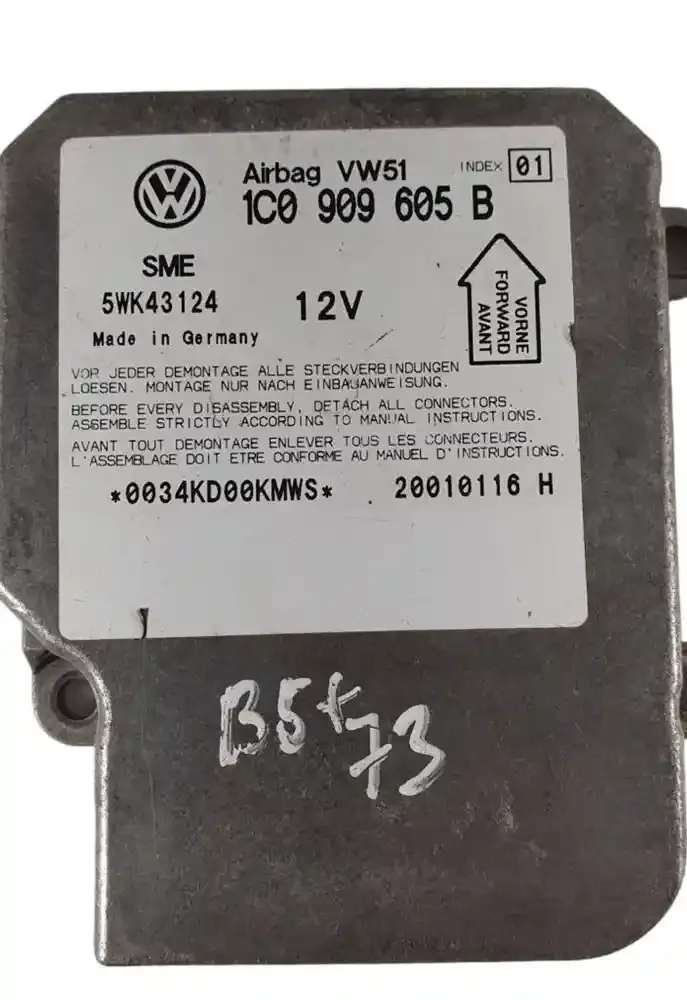 Airbag VW51 INDEX 01
1C0 909 605 B
SME
5WK43124 12V
Made in Germany
VORNE
FORWARD
AVANT
VOR JEDER DEMONTAGE ALLE STECKVERBINDUNGEN
LOESEN. MONTAGE NUR NACH EINBAUANWEISUNG.
BEFORE EVERY DISASSEMBLY, DETACH ALL CONNECTORS.
ASSEMBLE STRICTLY ACCORDING TO MANUAL INSTRUCTIONS.
AVANT TOUT DEMONTAGE ENLEVER TOUS LES CONNECTEURS.
L'ASSEMBLAGE DOIT ETRE CONFORME AU MANUEL D'INSTRUCTIONS.
*0034KD00KMWS* 20010116 H